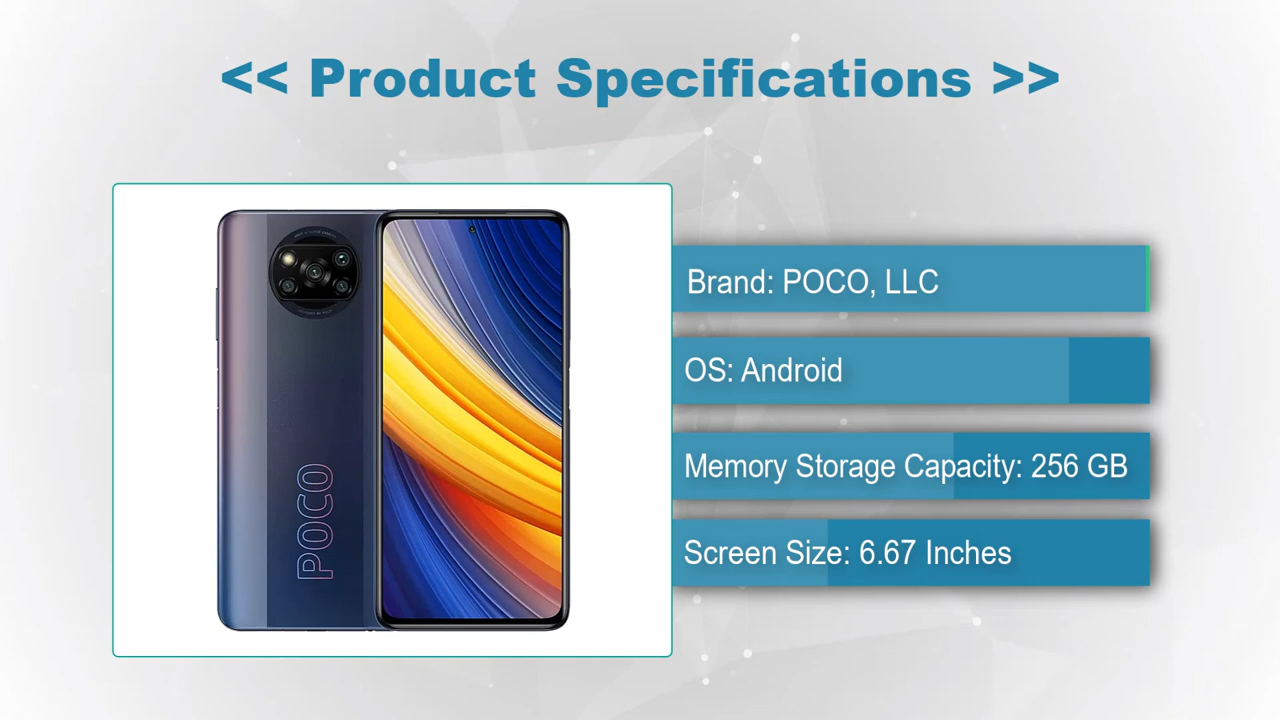 << Product Specifications >>
POCO
Brand: POCO, LLC
OS: Android
Memory Storage Capacity: 256 GB
Screen Size: 6.67 Inches